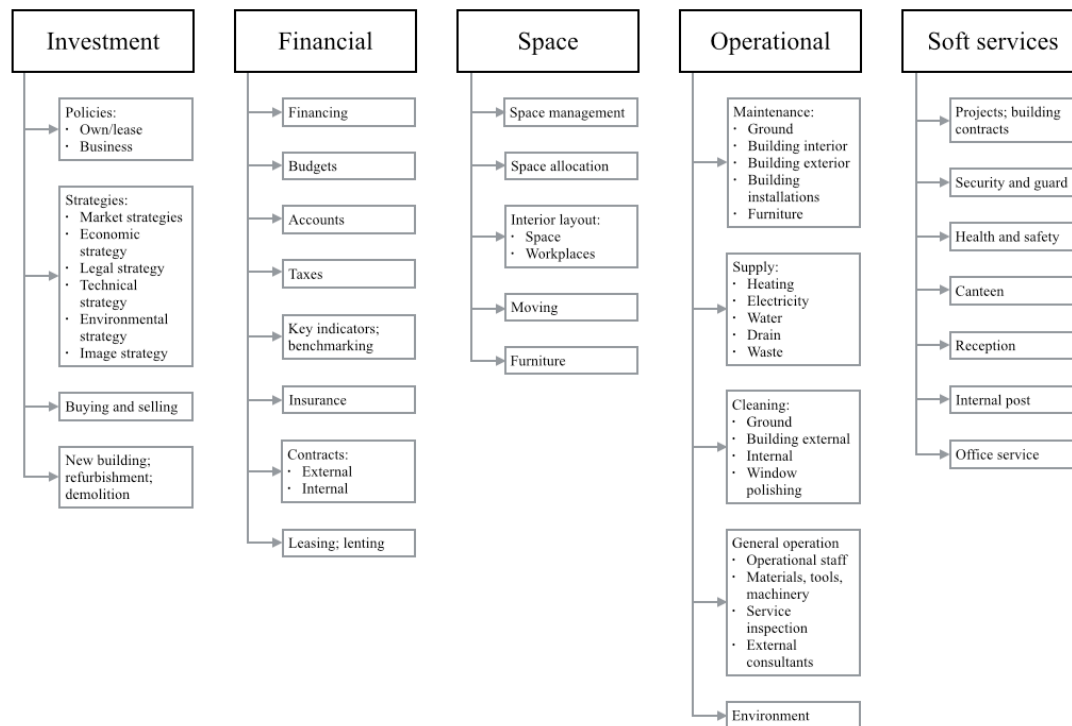 Investment
Policies:
· Own/lease
· Business
Strategies:
· Market strategies
· Economic
strategy
· Legal strategy
· Technical
strategy
· Environmental
strategy
· Image strategy
Buying and selling
New building;
refurbishment;
demolition
Financial
Financing
Budgets
Accounts
Taxes
Key indicators;
benchmarking
Insurance
Contracts:
· External
· Internal
Leasing; lenting
Space
Space management
Space allocation
Interior layout:
· Space
· Workplaces
Moving
Furniture
Operational
Maintenance:
· Ground
· Building interior
· Building exterior
· Building
installations
· Furniture
Supply:
· Heating
· Electricity
· Water
· Drain
· Waste
Cleaning:
· Ground
· Building external
· Internal
· Window
polishing
General operation
· Operational staff
· Materials, tools,
machinery
· Service
inspection
· External
consultants
Environment
Soft services
Projects; building
contracts
Security and guard
Health and safety
Canteen
Reception
Internal post
Office service